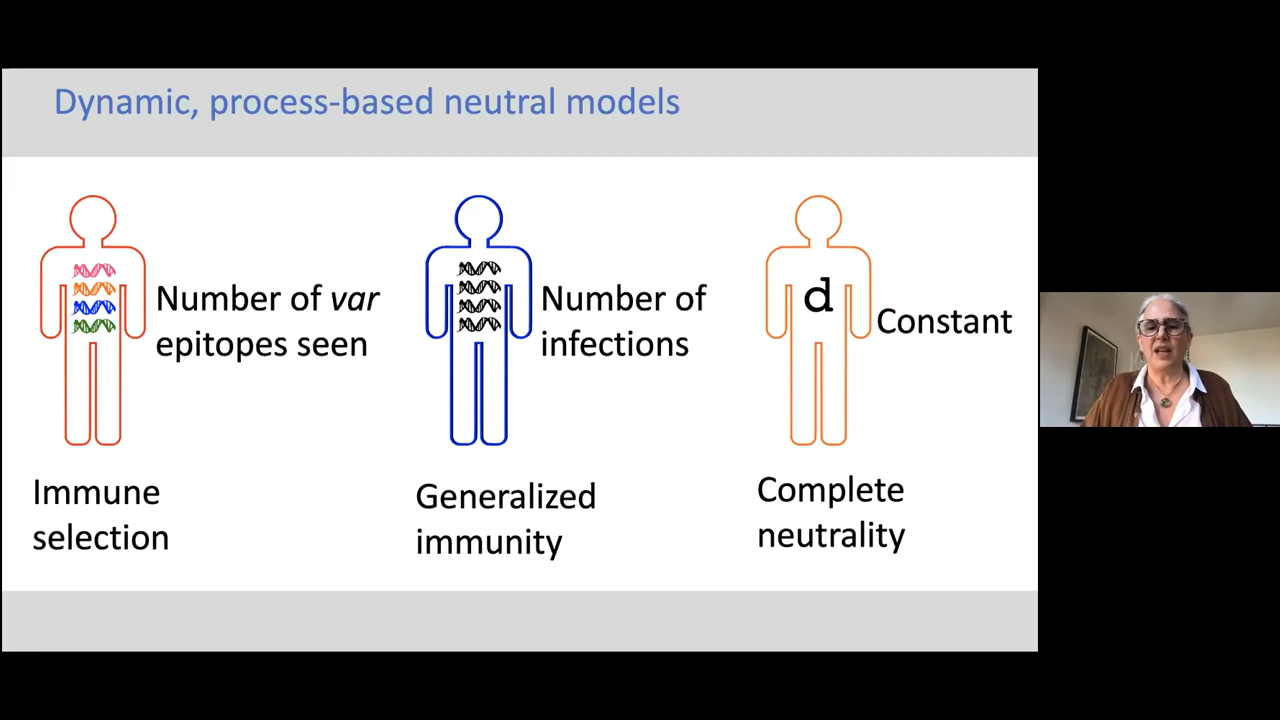 Dynamic, process-based neutral models
Number of var
epitopes seen
Number of
infections
d
Constant
Immune
selection
Generalized
immunity
Complete
neutrality